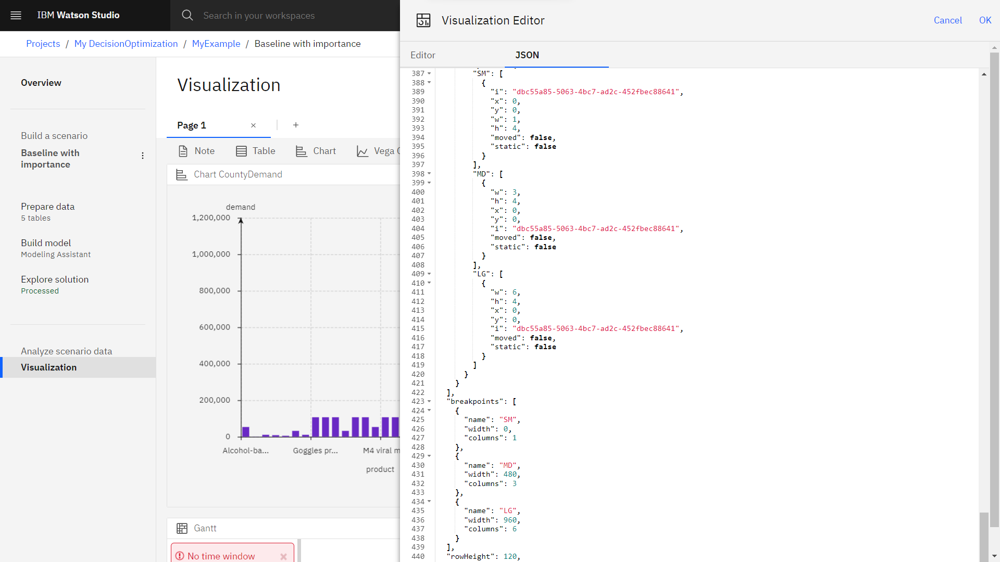 IBM Watson Studio
Search in your workspaces
Projects / My DecisionOptimization / MyExample / Baseline with importance
Overview
Build a scenario
Baseline with
importance
Prepare data
5 tables
Build model
Modeling Assistant
Explore solution
Processed
Analyze scenario data
Visualization
Visualization
Page 1
Note
Table
Chart
Vega
Chart CountyDemand
demand
1,200,000
1,000,000
800,000
600,000
400,000
200,000
0
Alcohol-ba...
Goggles pr...
M4 viral m
product
Gantt
No time window
Visualization Editor
Cancel
OK
Editor
JSON
387 "SM": [
388 {
389 "i": "dbc55a85-5063-4bc7-ad2c-452fbec88641",
390 "x": 0,
391 "y": 0,
392 "w": 1,
393 "h": 4,
394 "moved": false,
395 "static": false
396 }
397 ],
398 "MD": [
399 {
400 "w": 3,
401 "h": 4,
402 "x": 0,
403 "y": 0,
404 "i": "dbc55a85-5063-4bc7-ad2c-452fbec88641",
405 "moved": false,
406 "static": false
407 }
408 ],
409 "LG": [
410 {
411 "w": 6,
412 "h": 4,
413 "x": 0,
414 "y": 0,
415 "i": "dbc55a85-5063-4bc7-ad2c-452fbec88641",
416 "moved": false,
417 "static": false
418 }
419 ]
420 }
421 }
422 ],
423 "breakpoints": [
424 {
425 "name": "SM",
426 "width": 0,
427 "columns": 1
428 },
429 {
430 "name": "MD",
431 "width": 480,
432 "columns": 3
433 },
434 {
435 "name": "LG",
436 "width": 960,
437 "columns": 6
438 }
439 ],
440 "rowHeight": 120,